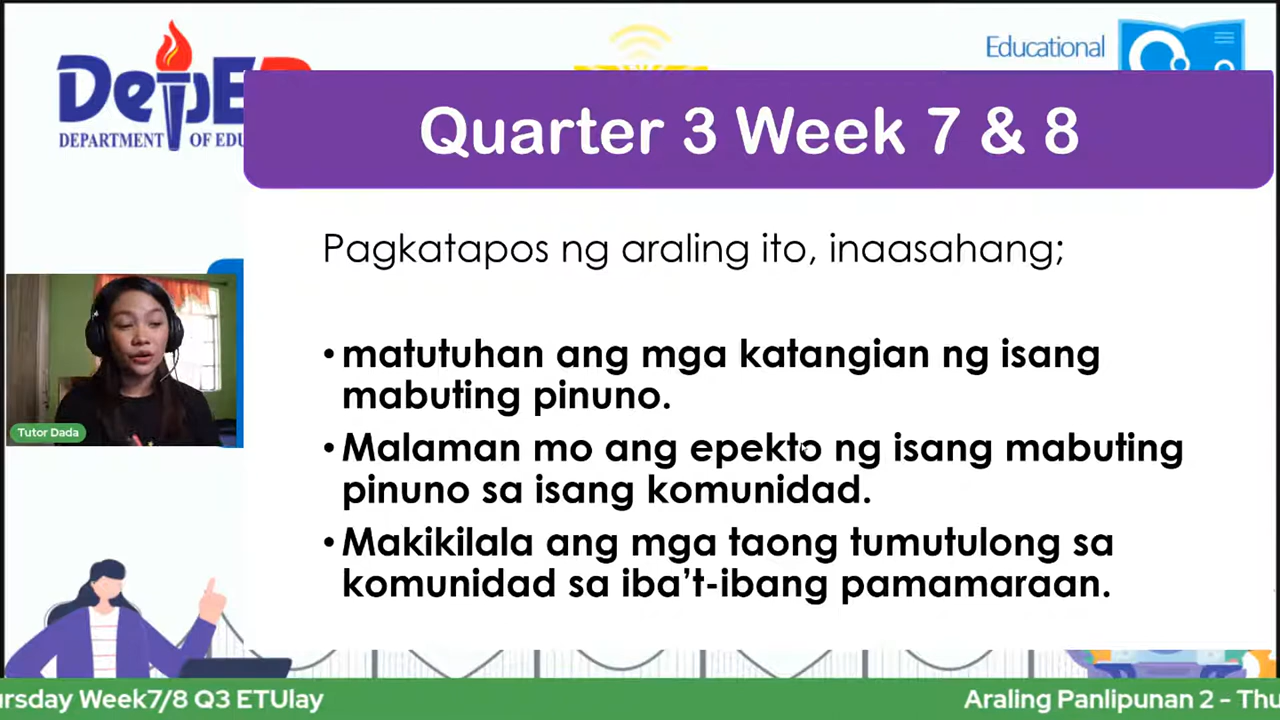 DepED
DEPARTMENT OF EDU
Educational
Quarter 3 Week 7 & 8
Pagkatapos ng araling ito, inaasahang;
• matutuhan ang mga katangian ng isang
mabuting pinuno.
• Malaman mo ang epekto ng isang mabuting
pinuno sa isang komunidad.
• Makikilala ang mga taong tumutulong sa
komunidad sa iba't-ibang pamamaraan.
Tutor Dada
ursday Week7/8 Q3 ETUlay
Araling Panlipunan 2 - Thu